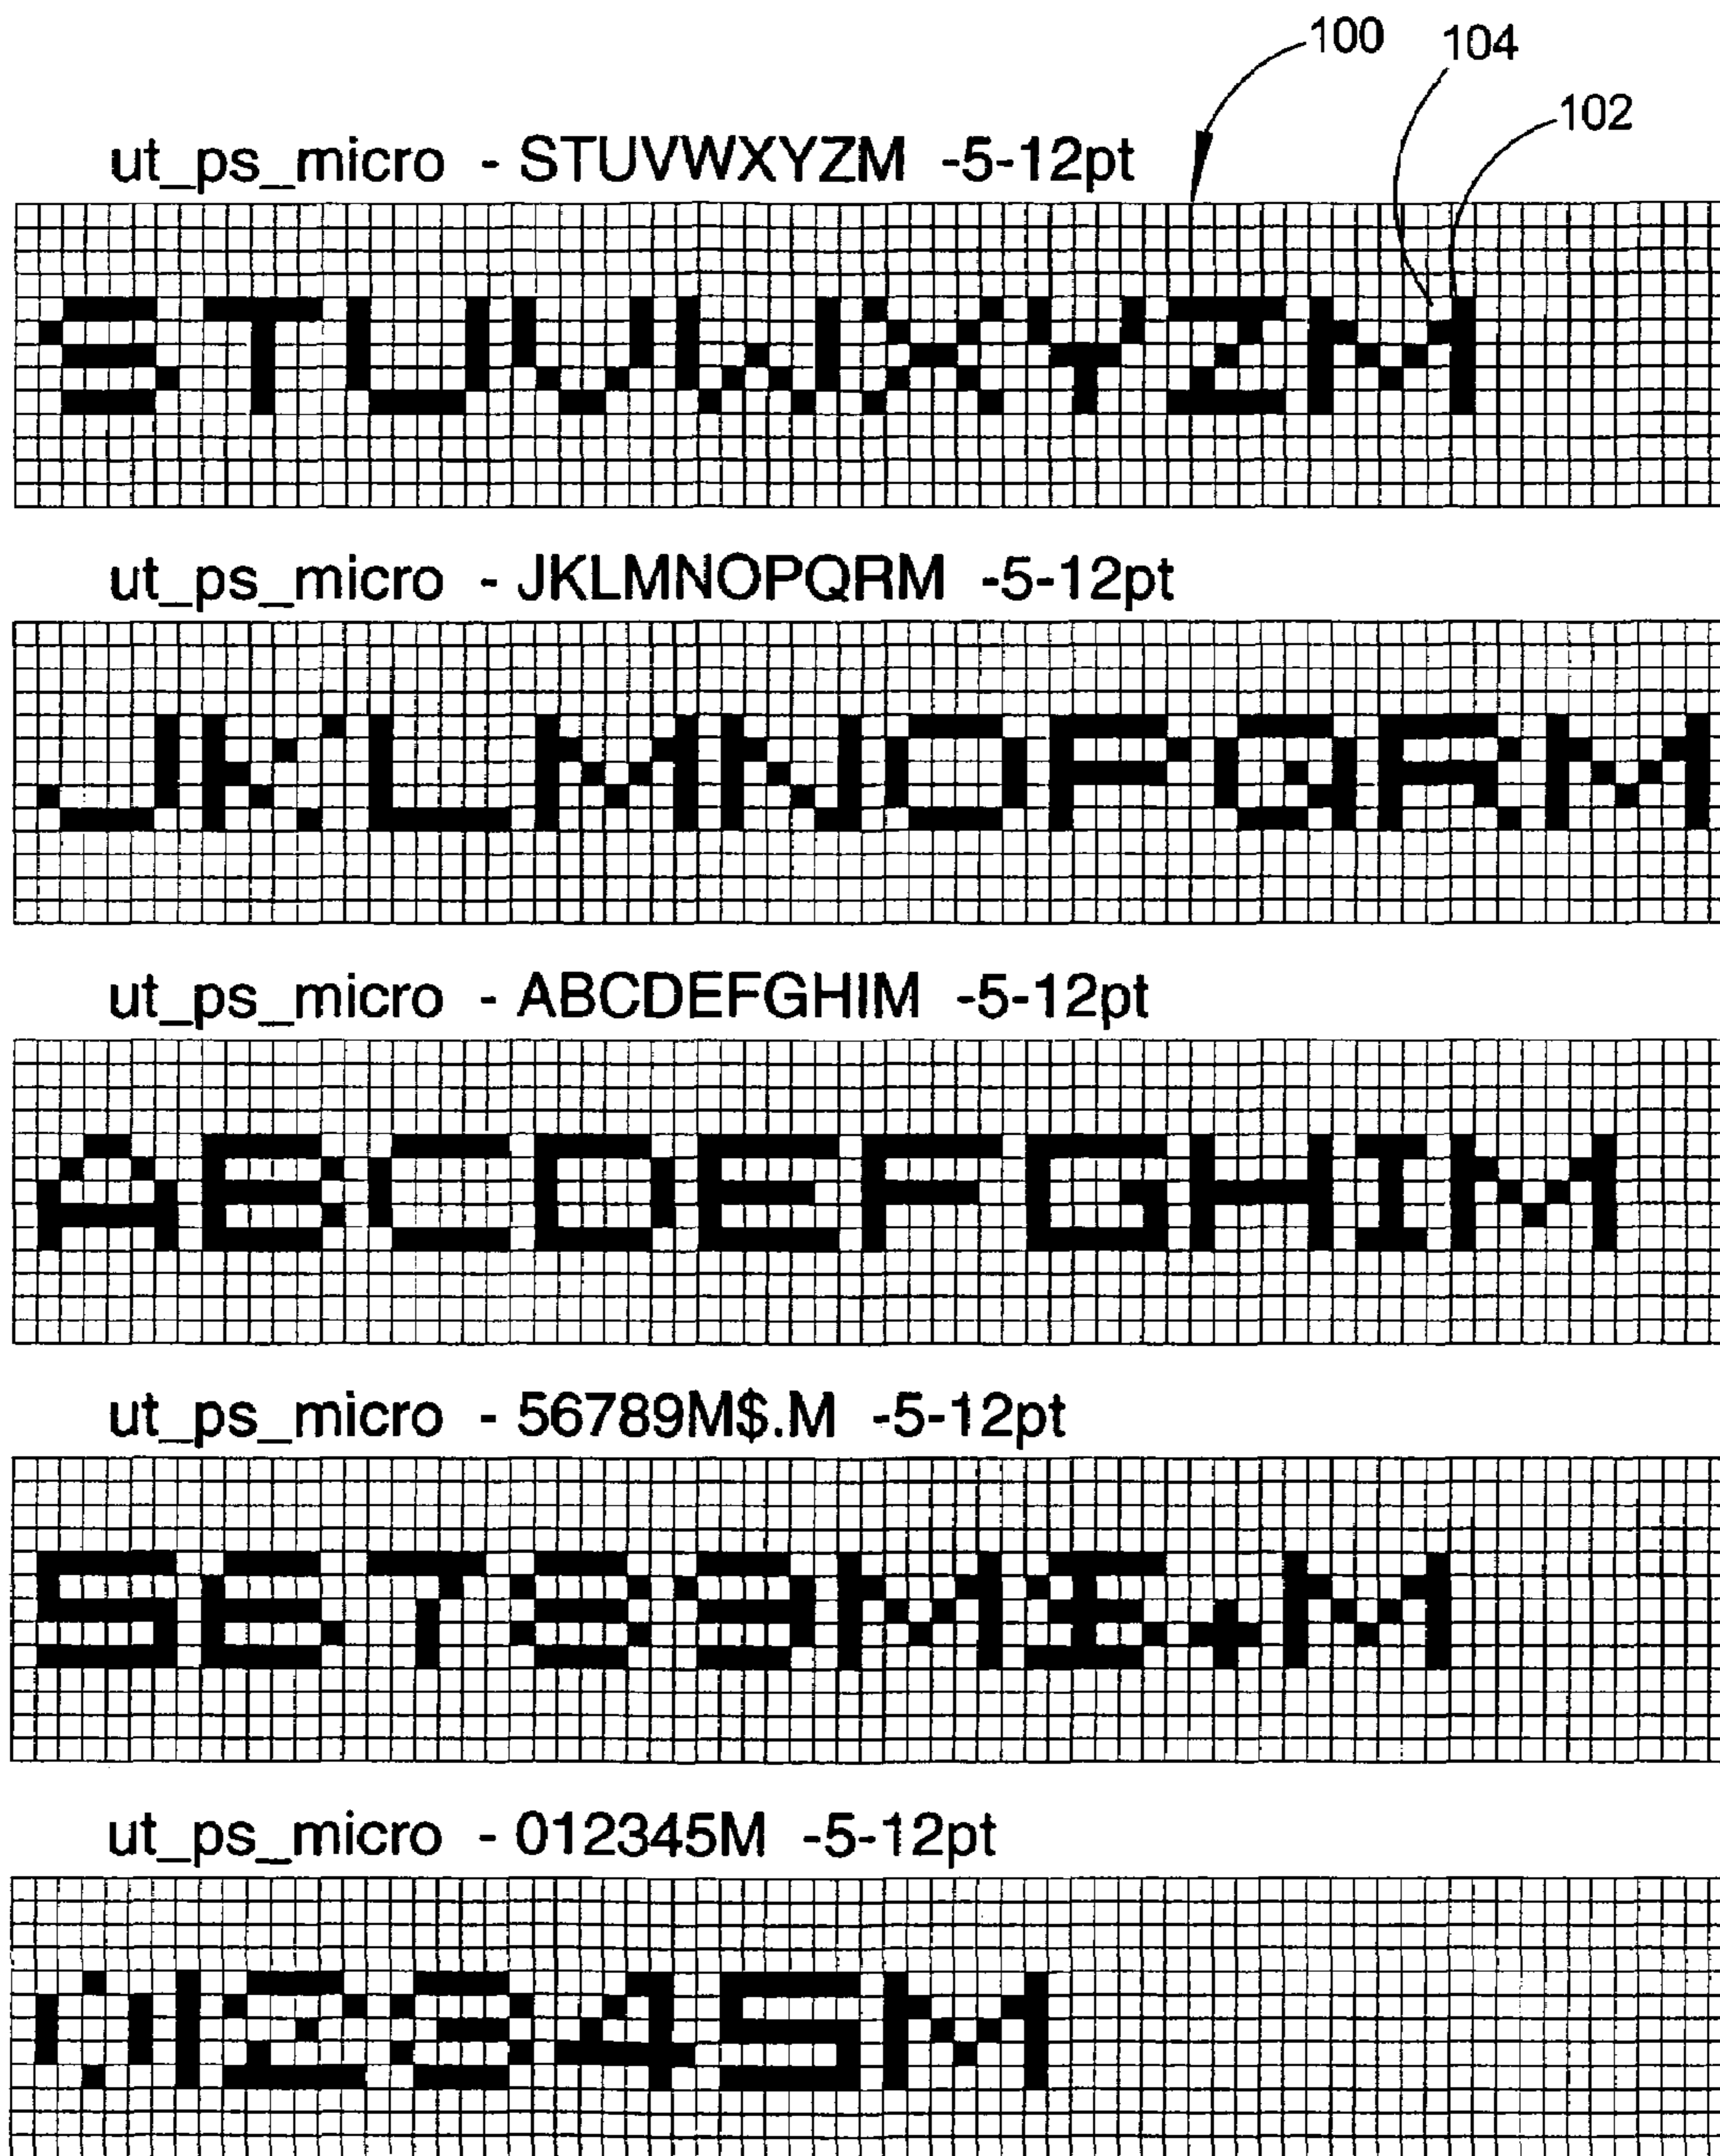 100
104
102
ut_ps_micro - STUVWXYZM -5-12pt
STUVWXYZM
ut_ps_micro - JKLMNOPQRM -5-12pt
JKLMNOPQRM
ut_ps_micro - ABCDEFGHIM -5-12pt
ABCDEFGHIM
ut_ps_micro - 56789M$.M -5-12pt
56789M$.M
ut_ps_micro - 012345M -5-12pt
012345M